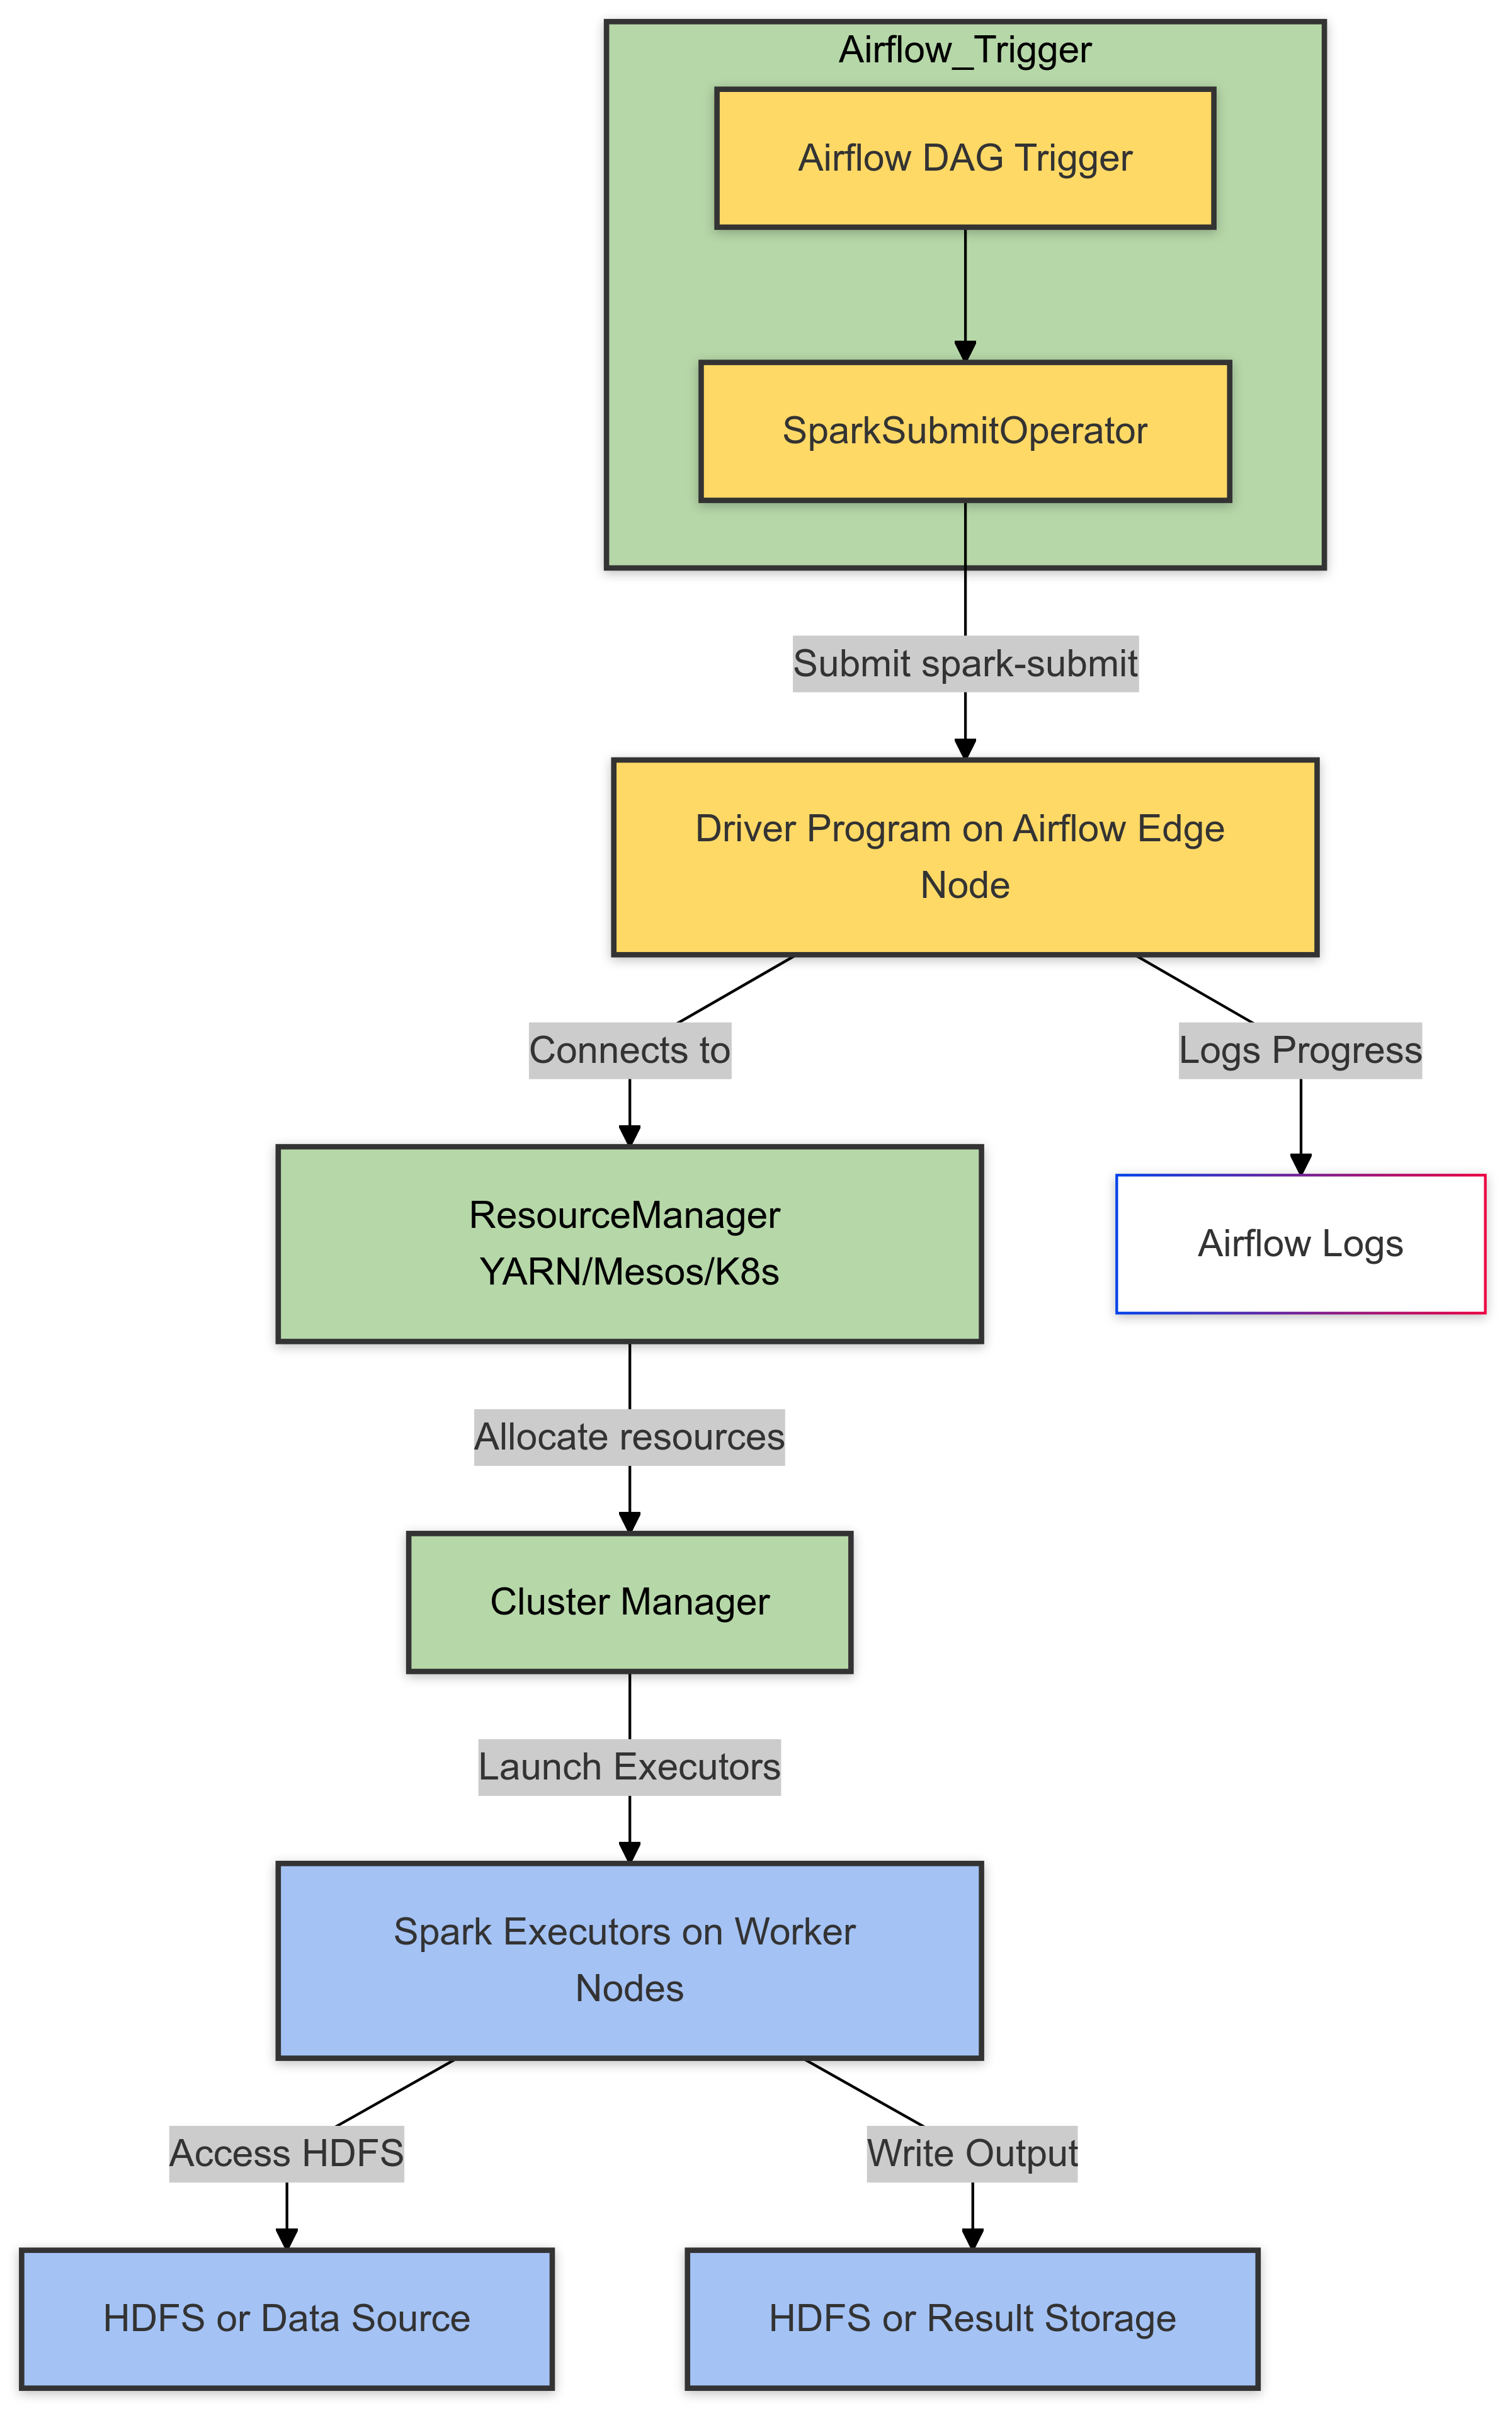 Airflow_Trigger
Airflow DAG Trigger
SparkSubmitOperator
Submit spark-submit
Driver Program on Airflow Edge
Node
Connects to
Logs Progress
ResourceManager
YARN/Mesos/K8s
Airflow Logs
Allocate resources
Cluster Manager
Launch Executors
Spark Executors on Worker
Nodes
Access HDFS
Write Output
HDFS or Data Source
HDFS or Result Storage